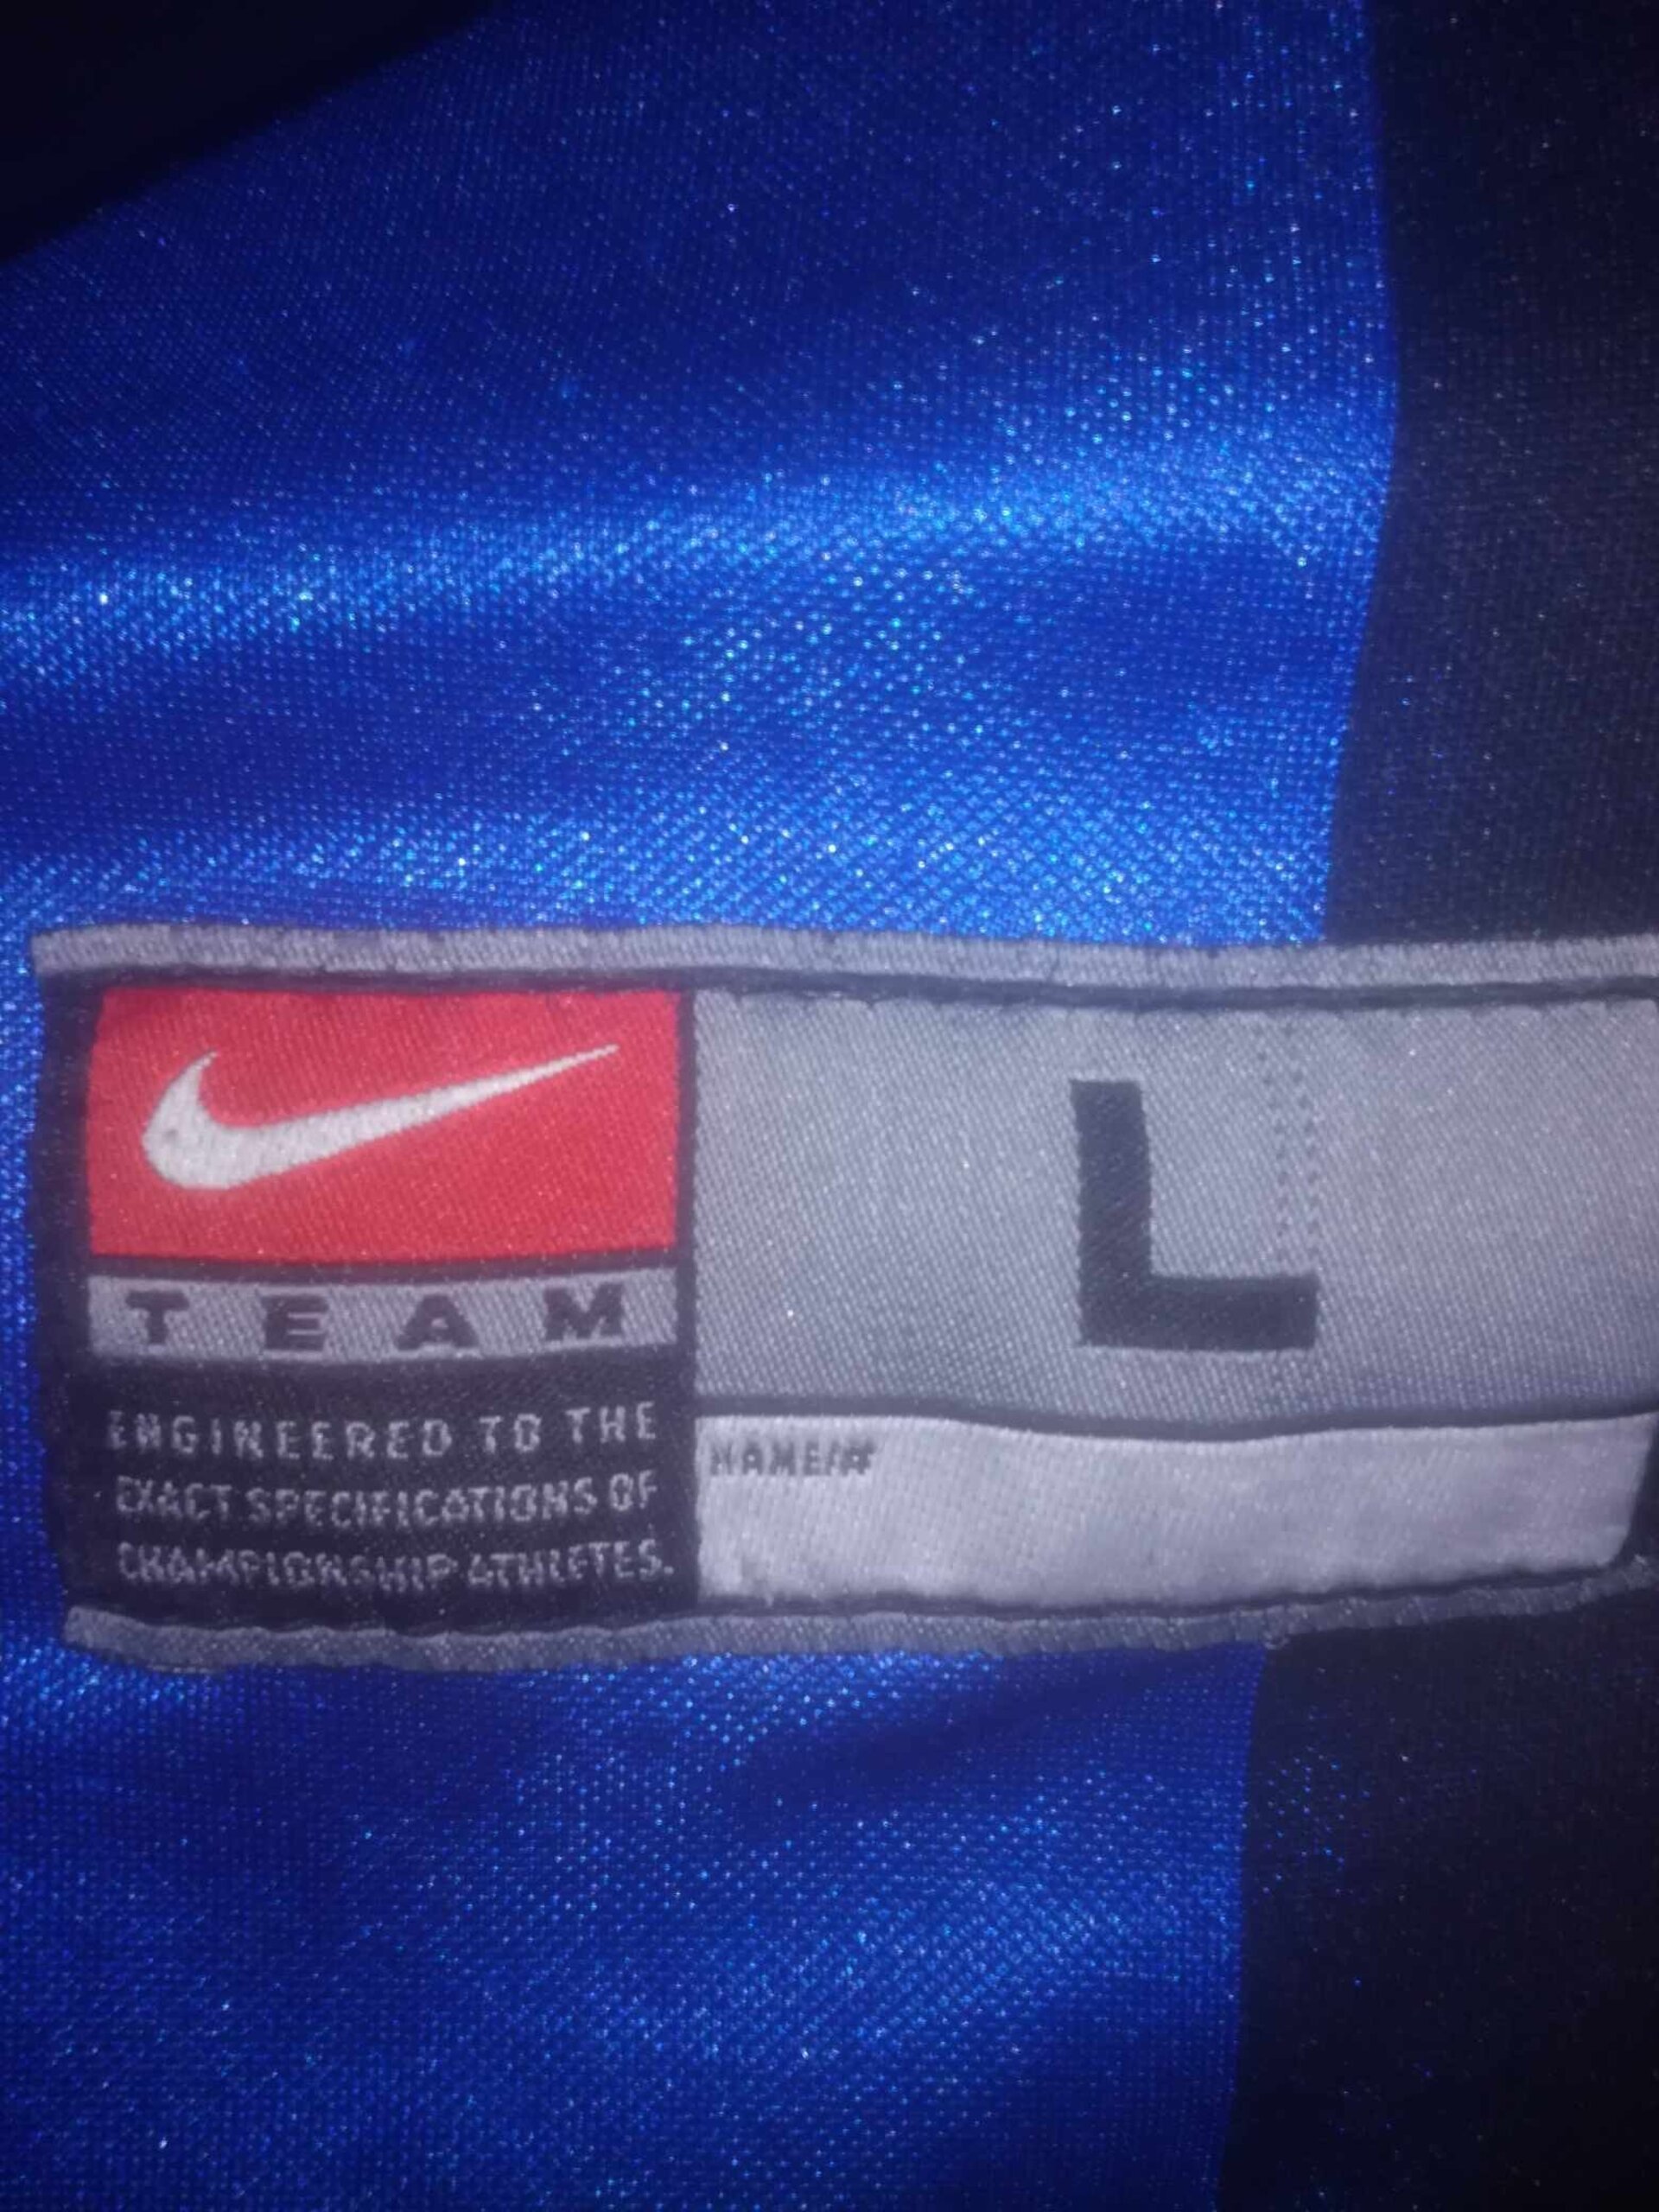 TEAM
ENGINEERED TO THE
EXACT SPECIFICATIONS OF
CHAMPIONSHIP ATHLETES.
L
NAME/#